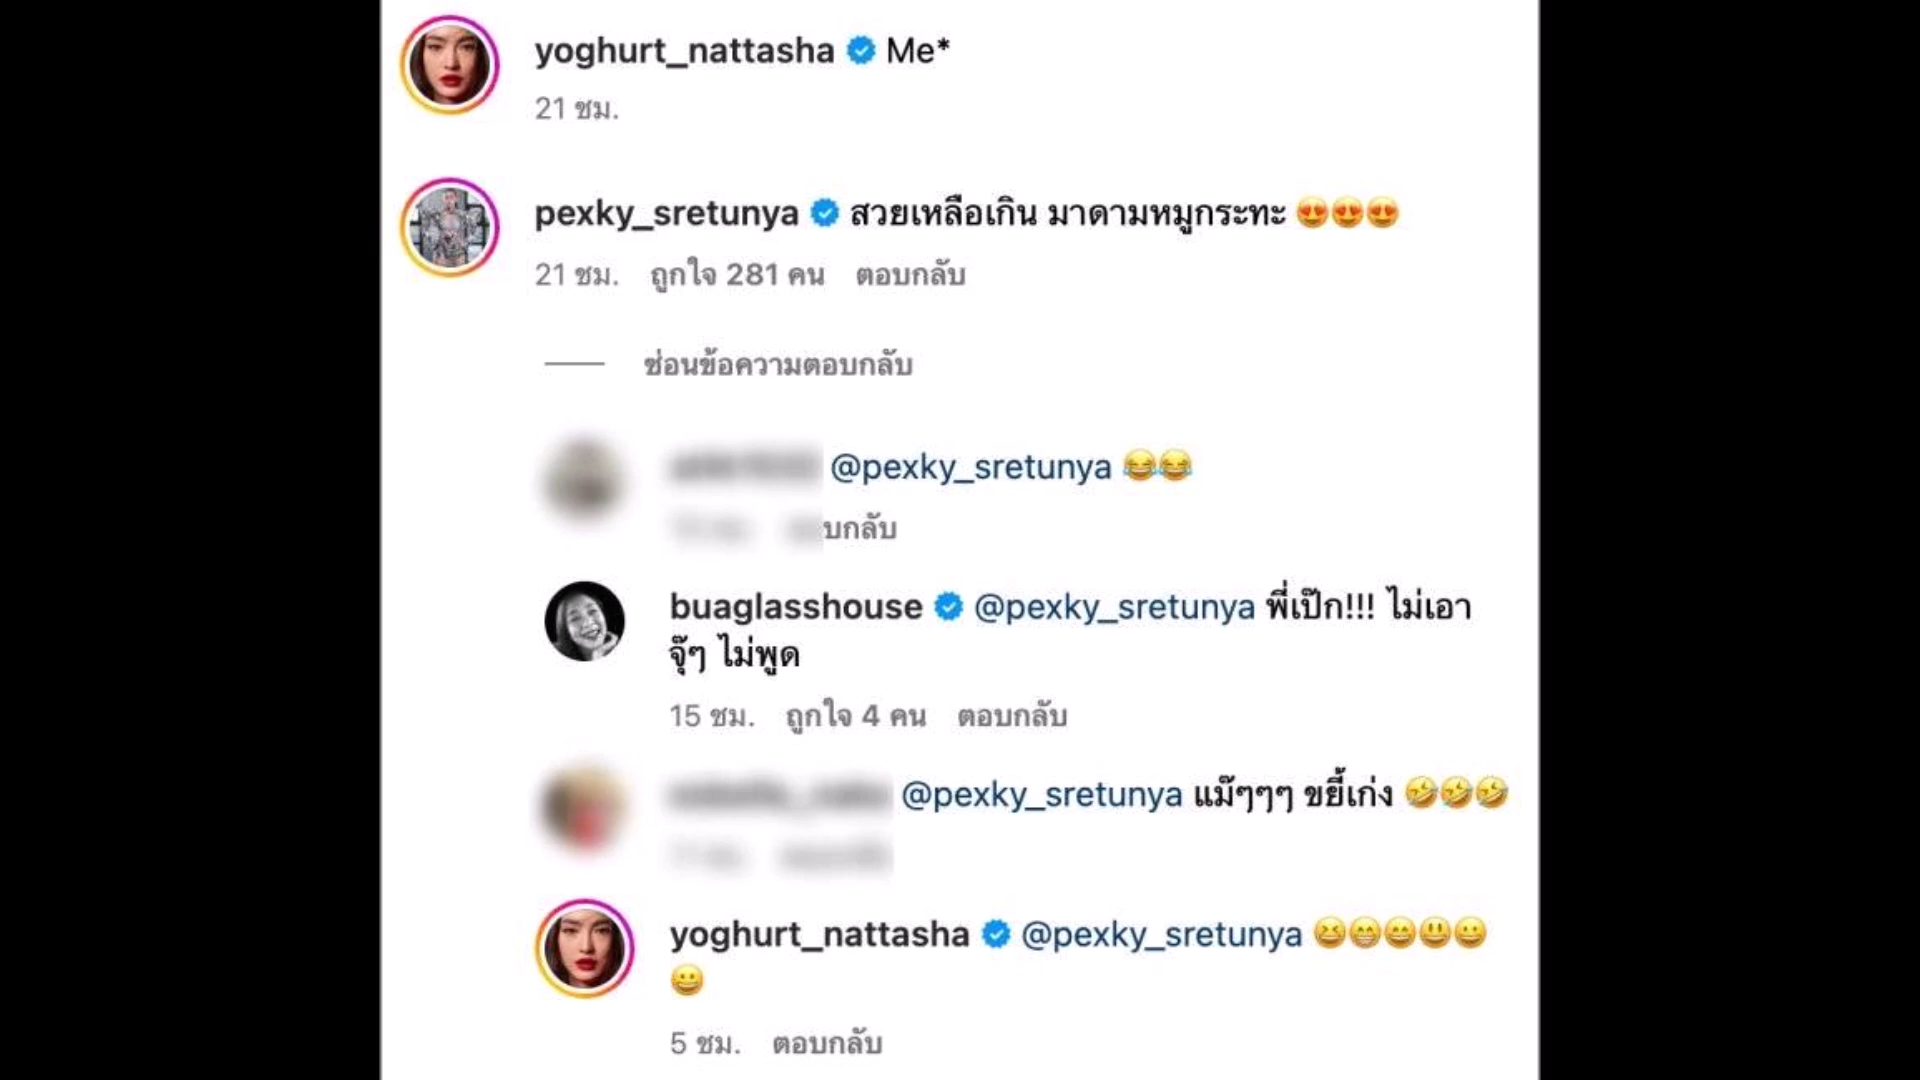 yoghurt_nattasha Me*
21 ชม.
pexky_sretunya สวยเหลือเกิน มาดามหมูกระทะ 😍😍😍
21 ชม. ถูกใจ 281 คน ตอบกลับ
ซ่อนข้อความตอบกลับ
@pexky_sretunya 😂😂
บกลับ
buaglasshouse @pexky_sretunya พี่เป๊ก!!! ไม่เอา
จุ๊ๆ ไม่พูด
15 ชม. ถูกใจ 4 คน ตอบกลับ
@pexky_sretunya แม๊ๆๆๆ ขยี้เก่ง 🤣🤣🤣
yoghurt_nattasha @pexky_sretunya 😆😁😄😃😀
😀
5 ชม. ตอบกลับ